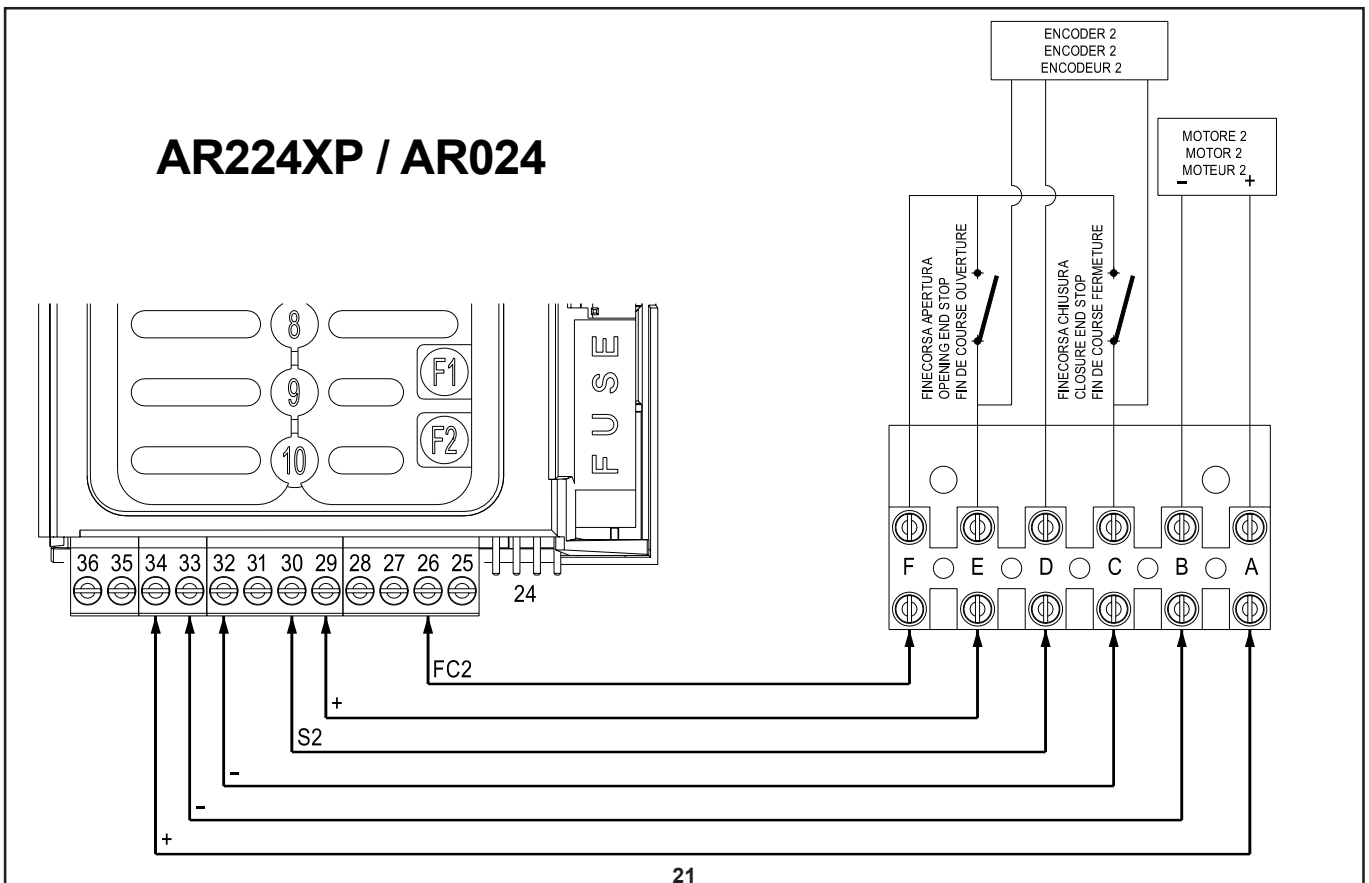 ENCODER 2
ENCODER 2
ENCODEUR 2
AR224XP / AR024
MOTORE 2
MOTOR 2
MOTEUR 2
- +
FINECORSA APERTURA
OPENING END STOP
FIN DE COURSE OUVERTURE
FINECORSA CHIUSURA
CLOSURE END STOP
FIN DE COURSE FERMETURE
8
F1
9
F2
10
FUSE
36 35 34 33 32 31 30 29 28 27 26 25
24
F E D C B A
FC2
+
S2
-
-
+
21